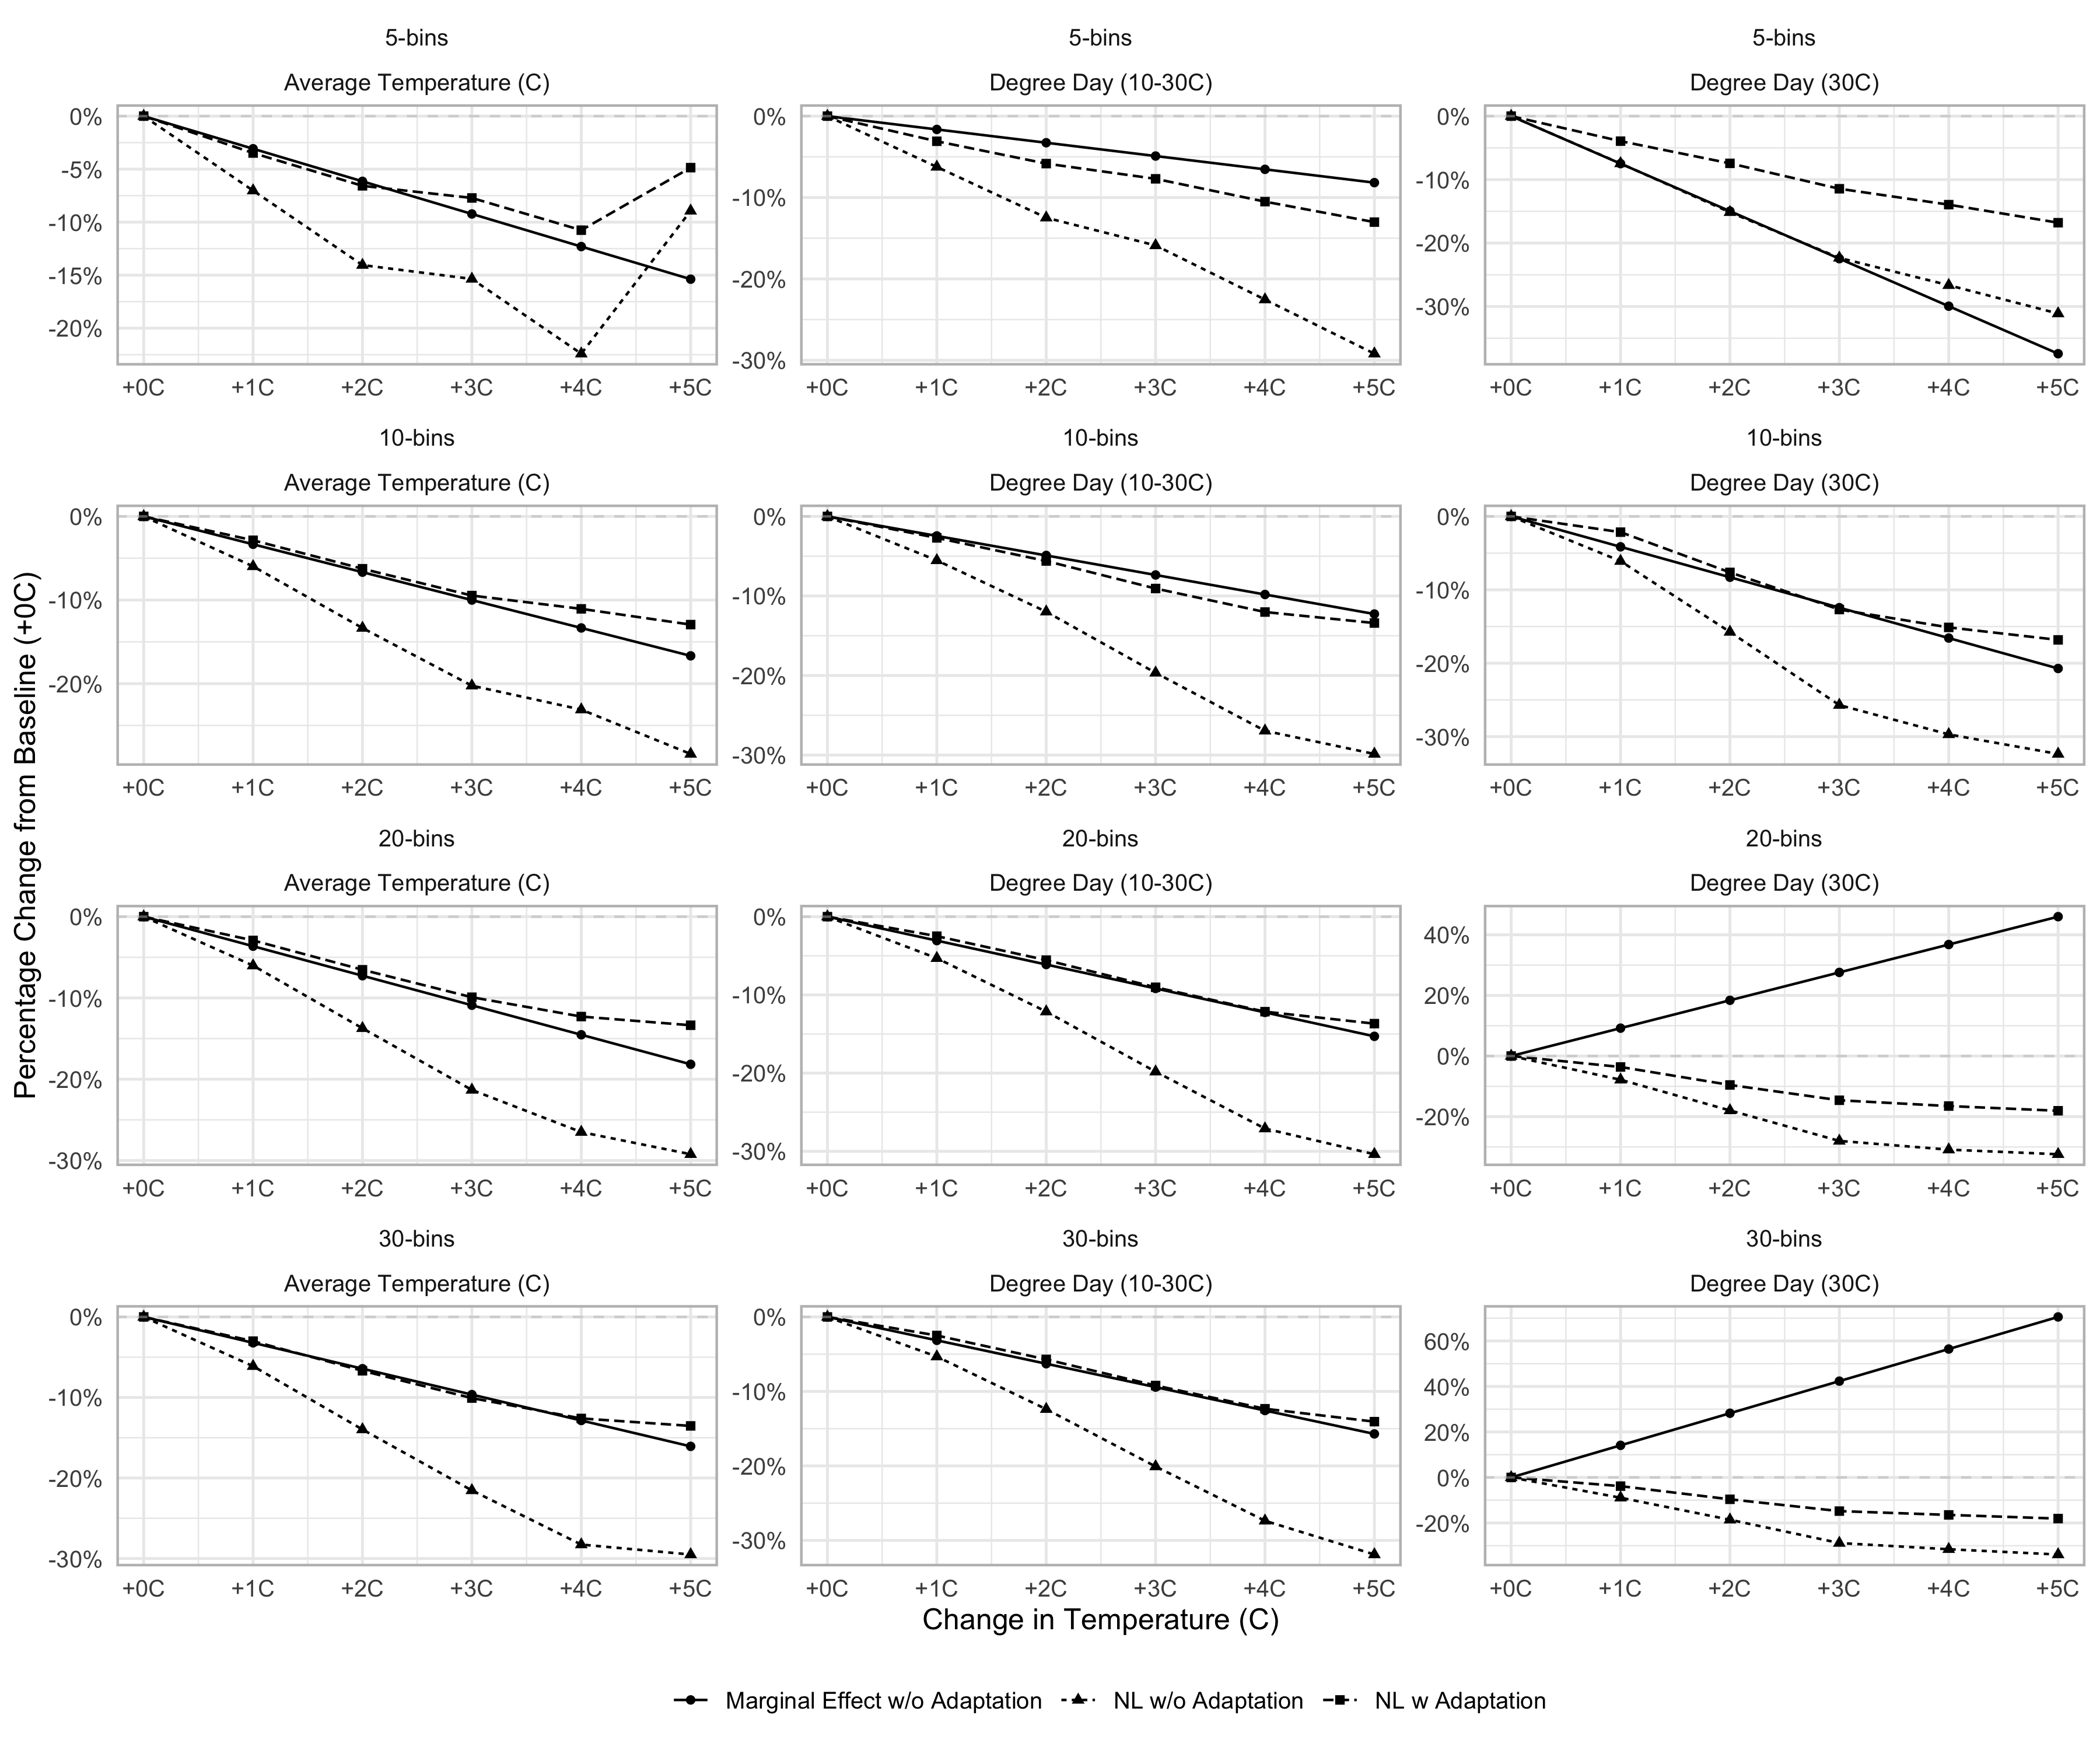 5-bins 5-bins 5-bins
Average Temperature (C) Degree Day (10-30C) Degree Day (30C)
0% 0% 0%
-5%
-10% -10% -10%
-15%
-20% -20% -20%
-30% -30%
+0C +1C +2C +3C +4C +5C +0C +1C +2C +3C +4C +5C +0C +1C +2C +3C +4C +5C
10-bins 10-bins 10-bins
Average Temperature (C) Degree Day (10-30C) Degree Day (30C)
0% 0% 0%
-10% -10% -10%
-20% -20% -20%
-30% -30%
+0C +1C +2C +3C +4C +5C +0C +1C +2C +3C +4C +5C +0C +1C +2C +3C +4C +5C
Percentage Change from Baseline (+0C)
20-bins 20-bins 20-bins
Average Temperature (C) Degree Day (10-30C) Degree Day (30C)
0% 0% 40%
-10% -10% 20%
-20% -20% 0%
-30% -30% -20%
+0C +1C +2C +3C +4C +5C +0C +1C +2C +3C +4C +5C +0C +1C +2C +3C +4C +5C
30-bins 30-bins 30-bins
Average Temperature (C) Degree Day (10-30C) Degree Day (30C)
0% 0% 60%
-10% -10% 40%
-20% -20% 20%
-30% -30% 0%
-20%
+0C +1C +2C +3C +4C +5C +0C +1C +2C +3C +4C +5C +0C +1C +2C +3C +4C +5C
Change in Temperature (C)
Marginal Effect w/o Adaptation NL w/o Adaptation NL w Adaptation